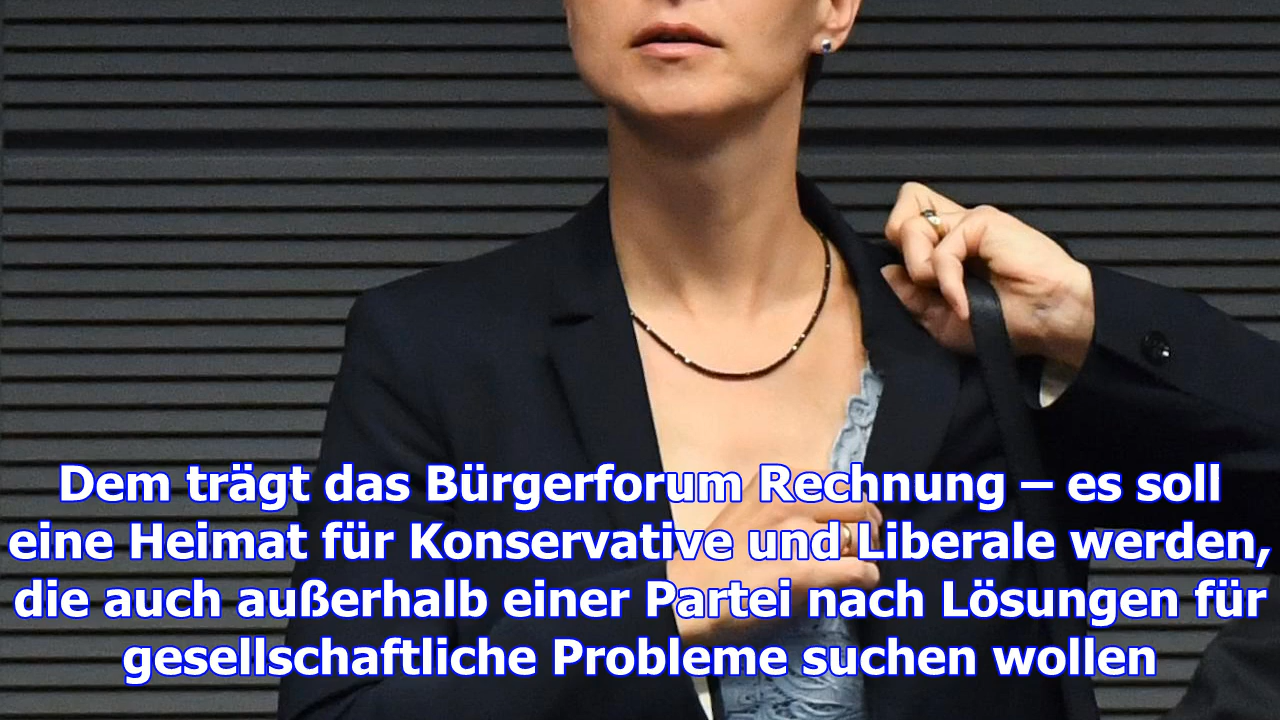 Dem trägt das Bürgerforum Rechnung – es soll
eine Heimat für Konservative und Liberale werden,
die auch außerhalb einer Partei nach Lösungen für
gesellschaftliche Probleme suchen wollen